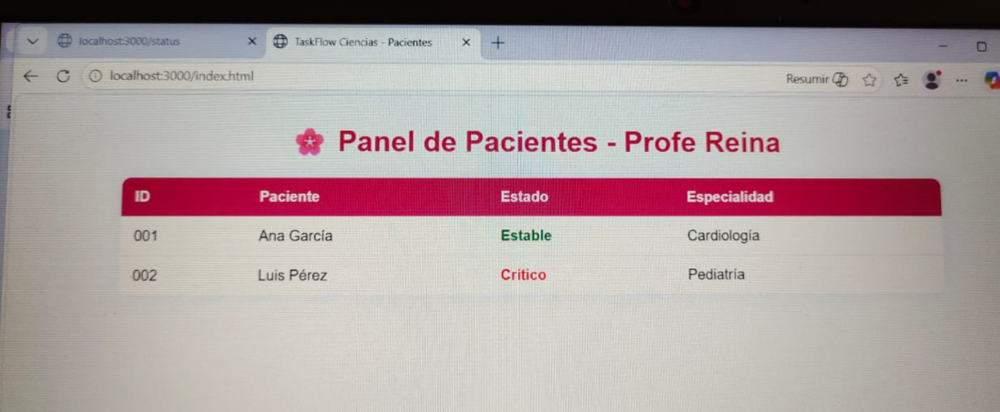 localhost:3000/status
TaskFlow Ciencias - Pacientes
localhost:3000/index.html
Resumir
Panel de Pacientes - Profe Reina
ID Paciente Estado Especialidad
001 Ana García Estable Cardiología
002 Luis Pérez Crítico Pediatría